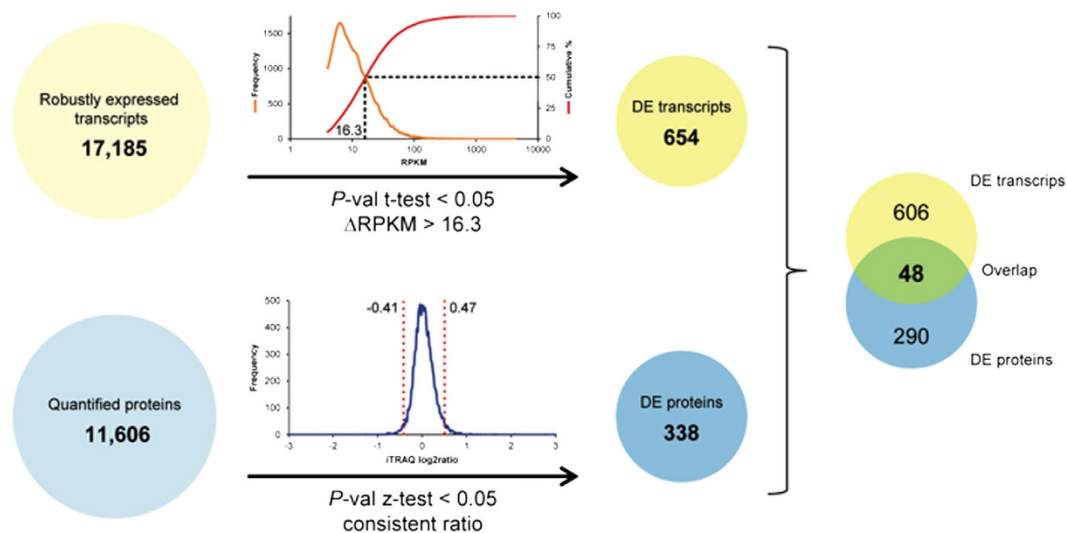 Robustly expressed
transcripts
17,185
Frequency
1500
1000
500
0
16.3
1
10
100
1000
10000
RPKM
100
75
50
25
0
Cumulative %
P-val t-test < 0.05
ΔRPKM > 16.3
DE transcripts
654
Quantified proteins
11,606
Frequency
500
400
300
200
100
0
-0.41
0.47
-3
-2
-1
0
1
2
3
iTRAQ log2ratio
P-val z-test < 0.05
consistent ratio
DE proteins
338
DE transcrips
606
48
Overlap
290
DE proteins